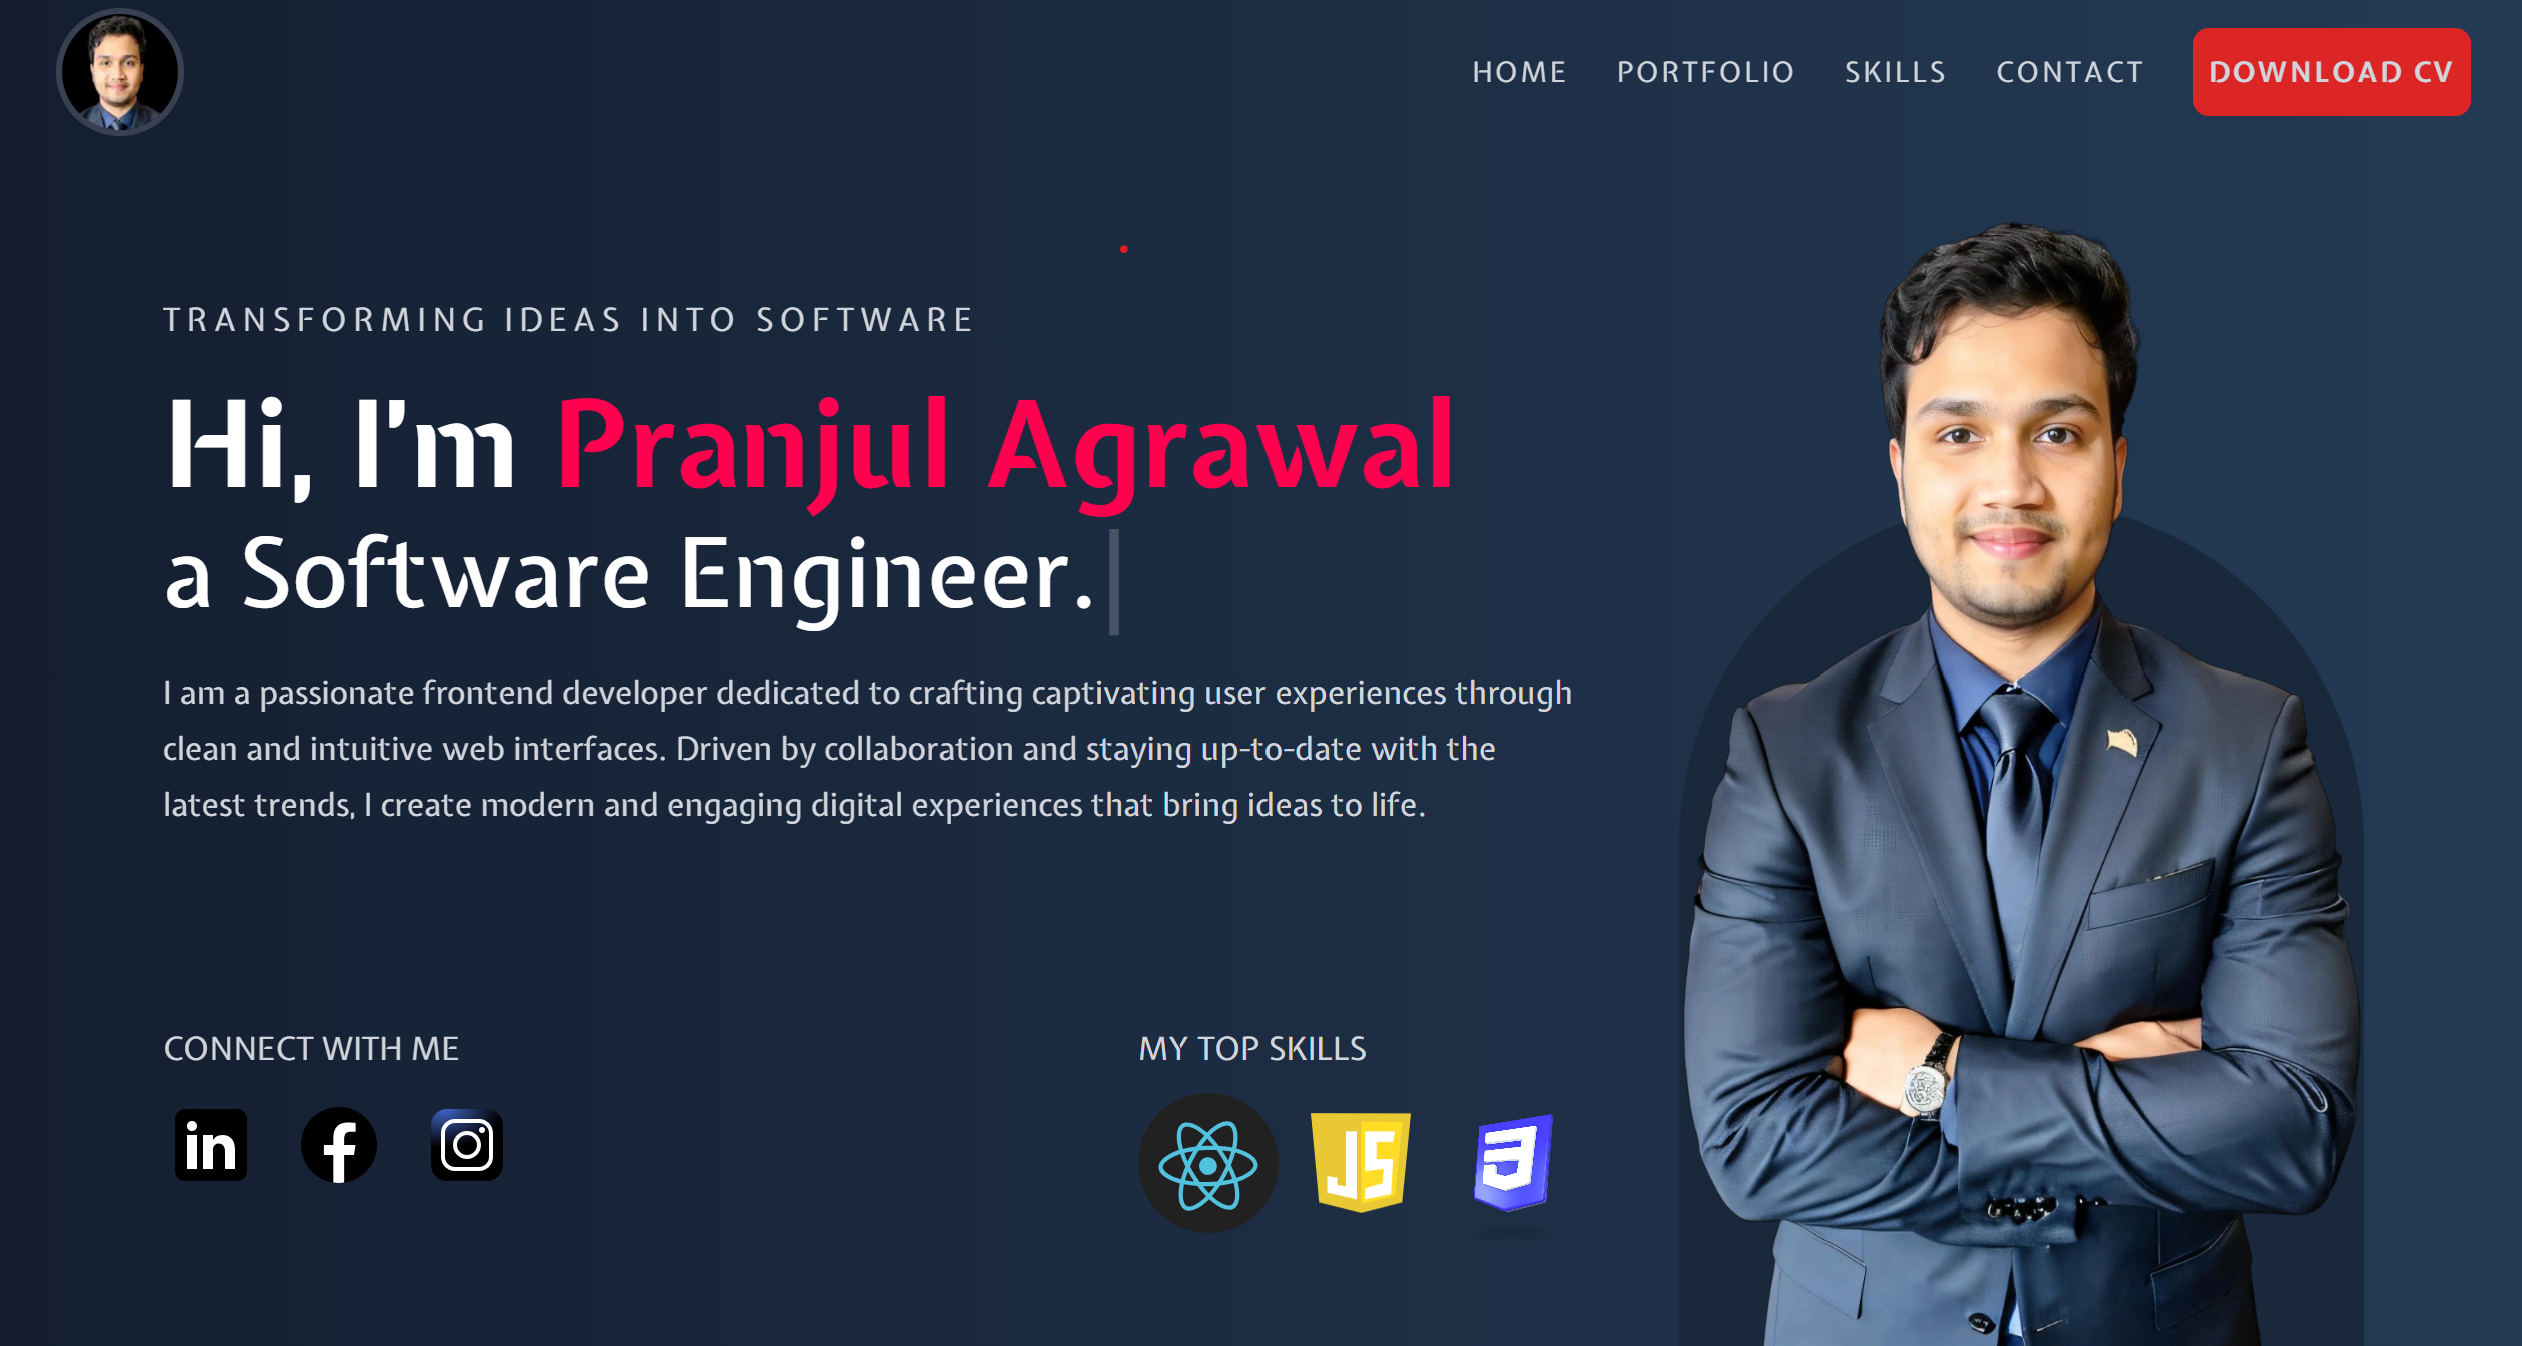 HOME PORTFOLIO SKILLS CONTACT DOWNLOAD CV
TRANSFORMING IDEAS INTO SOFTWARE
Hi, I'm Pranjul Agrawal
a Software Engineer.
I am a passionate frontend developer dedicated to crafting captivating user experiences through
clean and intuitive web interfaces. Driven by collaboration and staying up-to-date with the
latest trends, I create modern and engaging digital experiences that bring ideas to life.
CONNECT WITH ME
in f
MY TOP SKILLS
JS 3